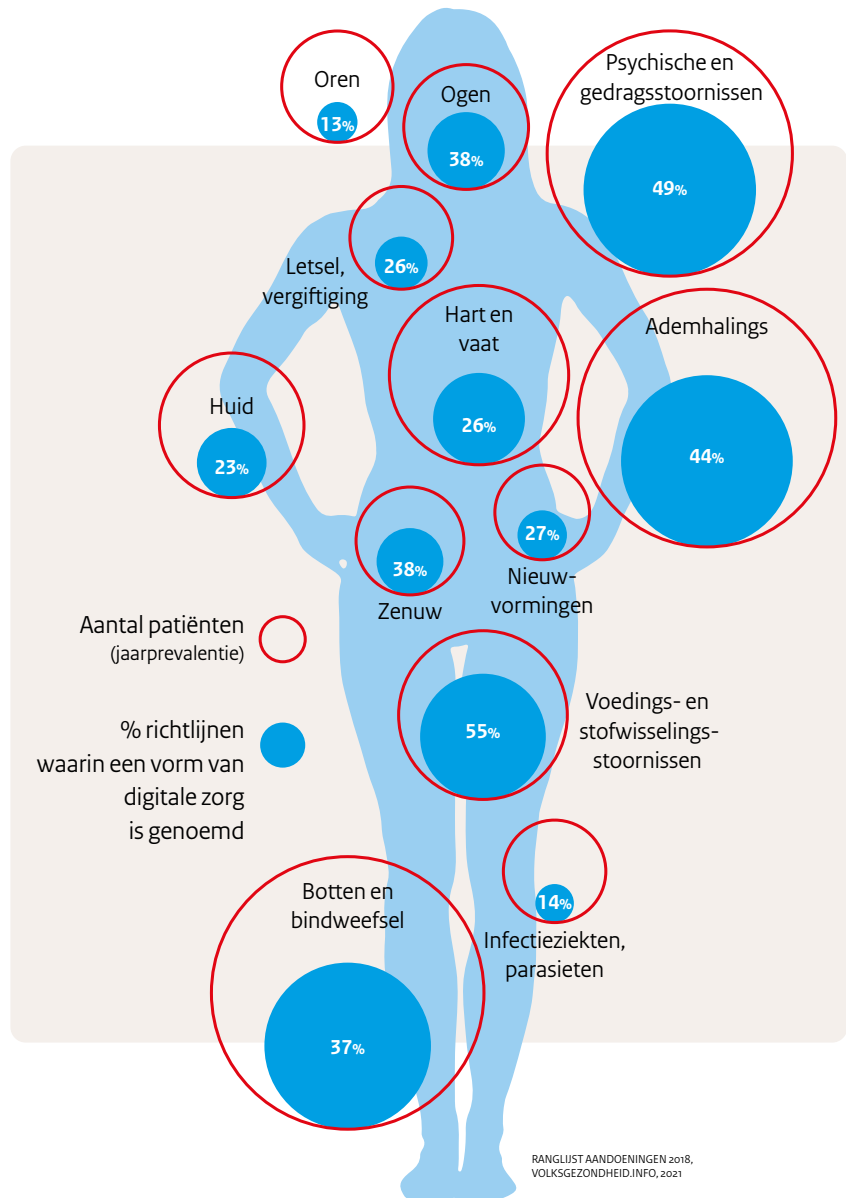 Oren
13%
Ogen
38%
Psychische en
gedragsstoornissen
49%
Letsel,
vergiftiging
26%
Hart en
vaat
26%
Ademhalings
44%
Huid
23%
Zenuw
38%
Nieuw-
vormingen
27%
Aantal patiënten
(jaarprevalentie)
% richtlijnen
waarin een vorm van
digitale zorg
is genoemd
Voedings- en
stofwisselings-
stoornissen
55%
Botten en
bindweefsel
37%
Infectieziekten,
parasieten
14%
RANGLIJST AANDOENINGEN 2018,
VOLKSGEZONDHEID.INFO, 2021